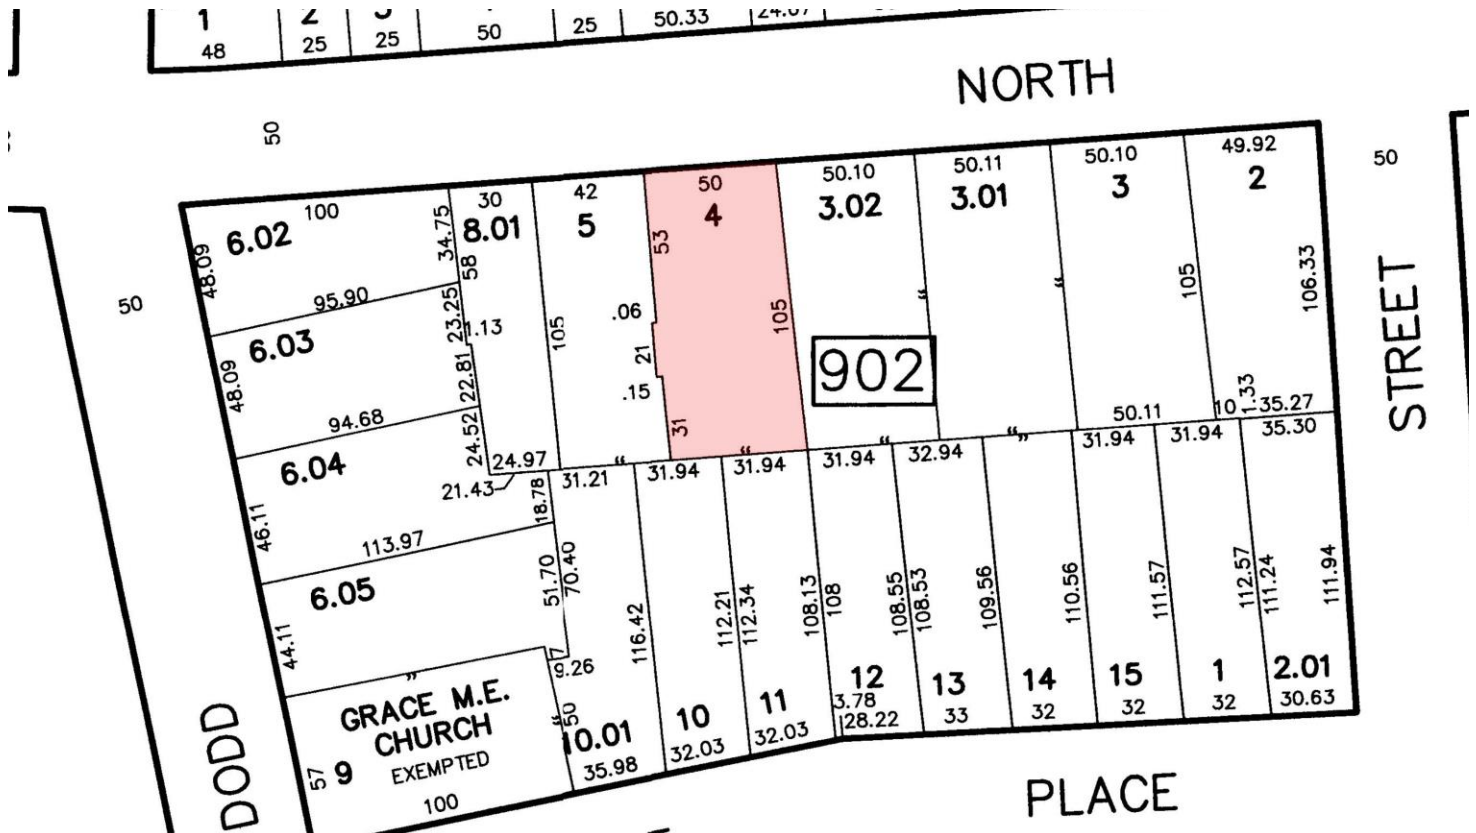 1 2
48 25 25 50 25 50.33 24.07
NORTH
50
50
50
100 30 42 50 50.10 50.11 50.10 49.92
6.02 8.01 5 4 3.02 3.01 3 2
48.09 34.75 58 53 105 105 106.33
95.90
6.03 23.25 1.13 105 .06
48.09 22.81 21
.15
902
STREET
94.68 24.52 31 50.11 10 1.33 35.27
6.04 24.97 “ “ “ “„
21.43 31.21 31.94 31.94 31.94 32.94 31.94 31.94 35.30
46.11 18.78
113.97
6.05 51.70 70.40
44.11 116.42 112.21 112.34 108.13 108 108.55 108.53 109.56 110.56 111.57 112.57 111.24 111.94
7
9.26
GRACE M.E.
CHURCH
EXEMPTED
57 9
100
50
10.01 10 11 12 13 14 15 1 2.01
35.98 32.03 32.03 3.78 28.22 33 32 32 32 30.63
DODD
PLACE